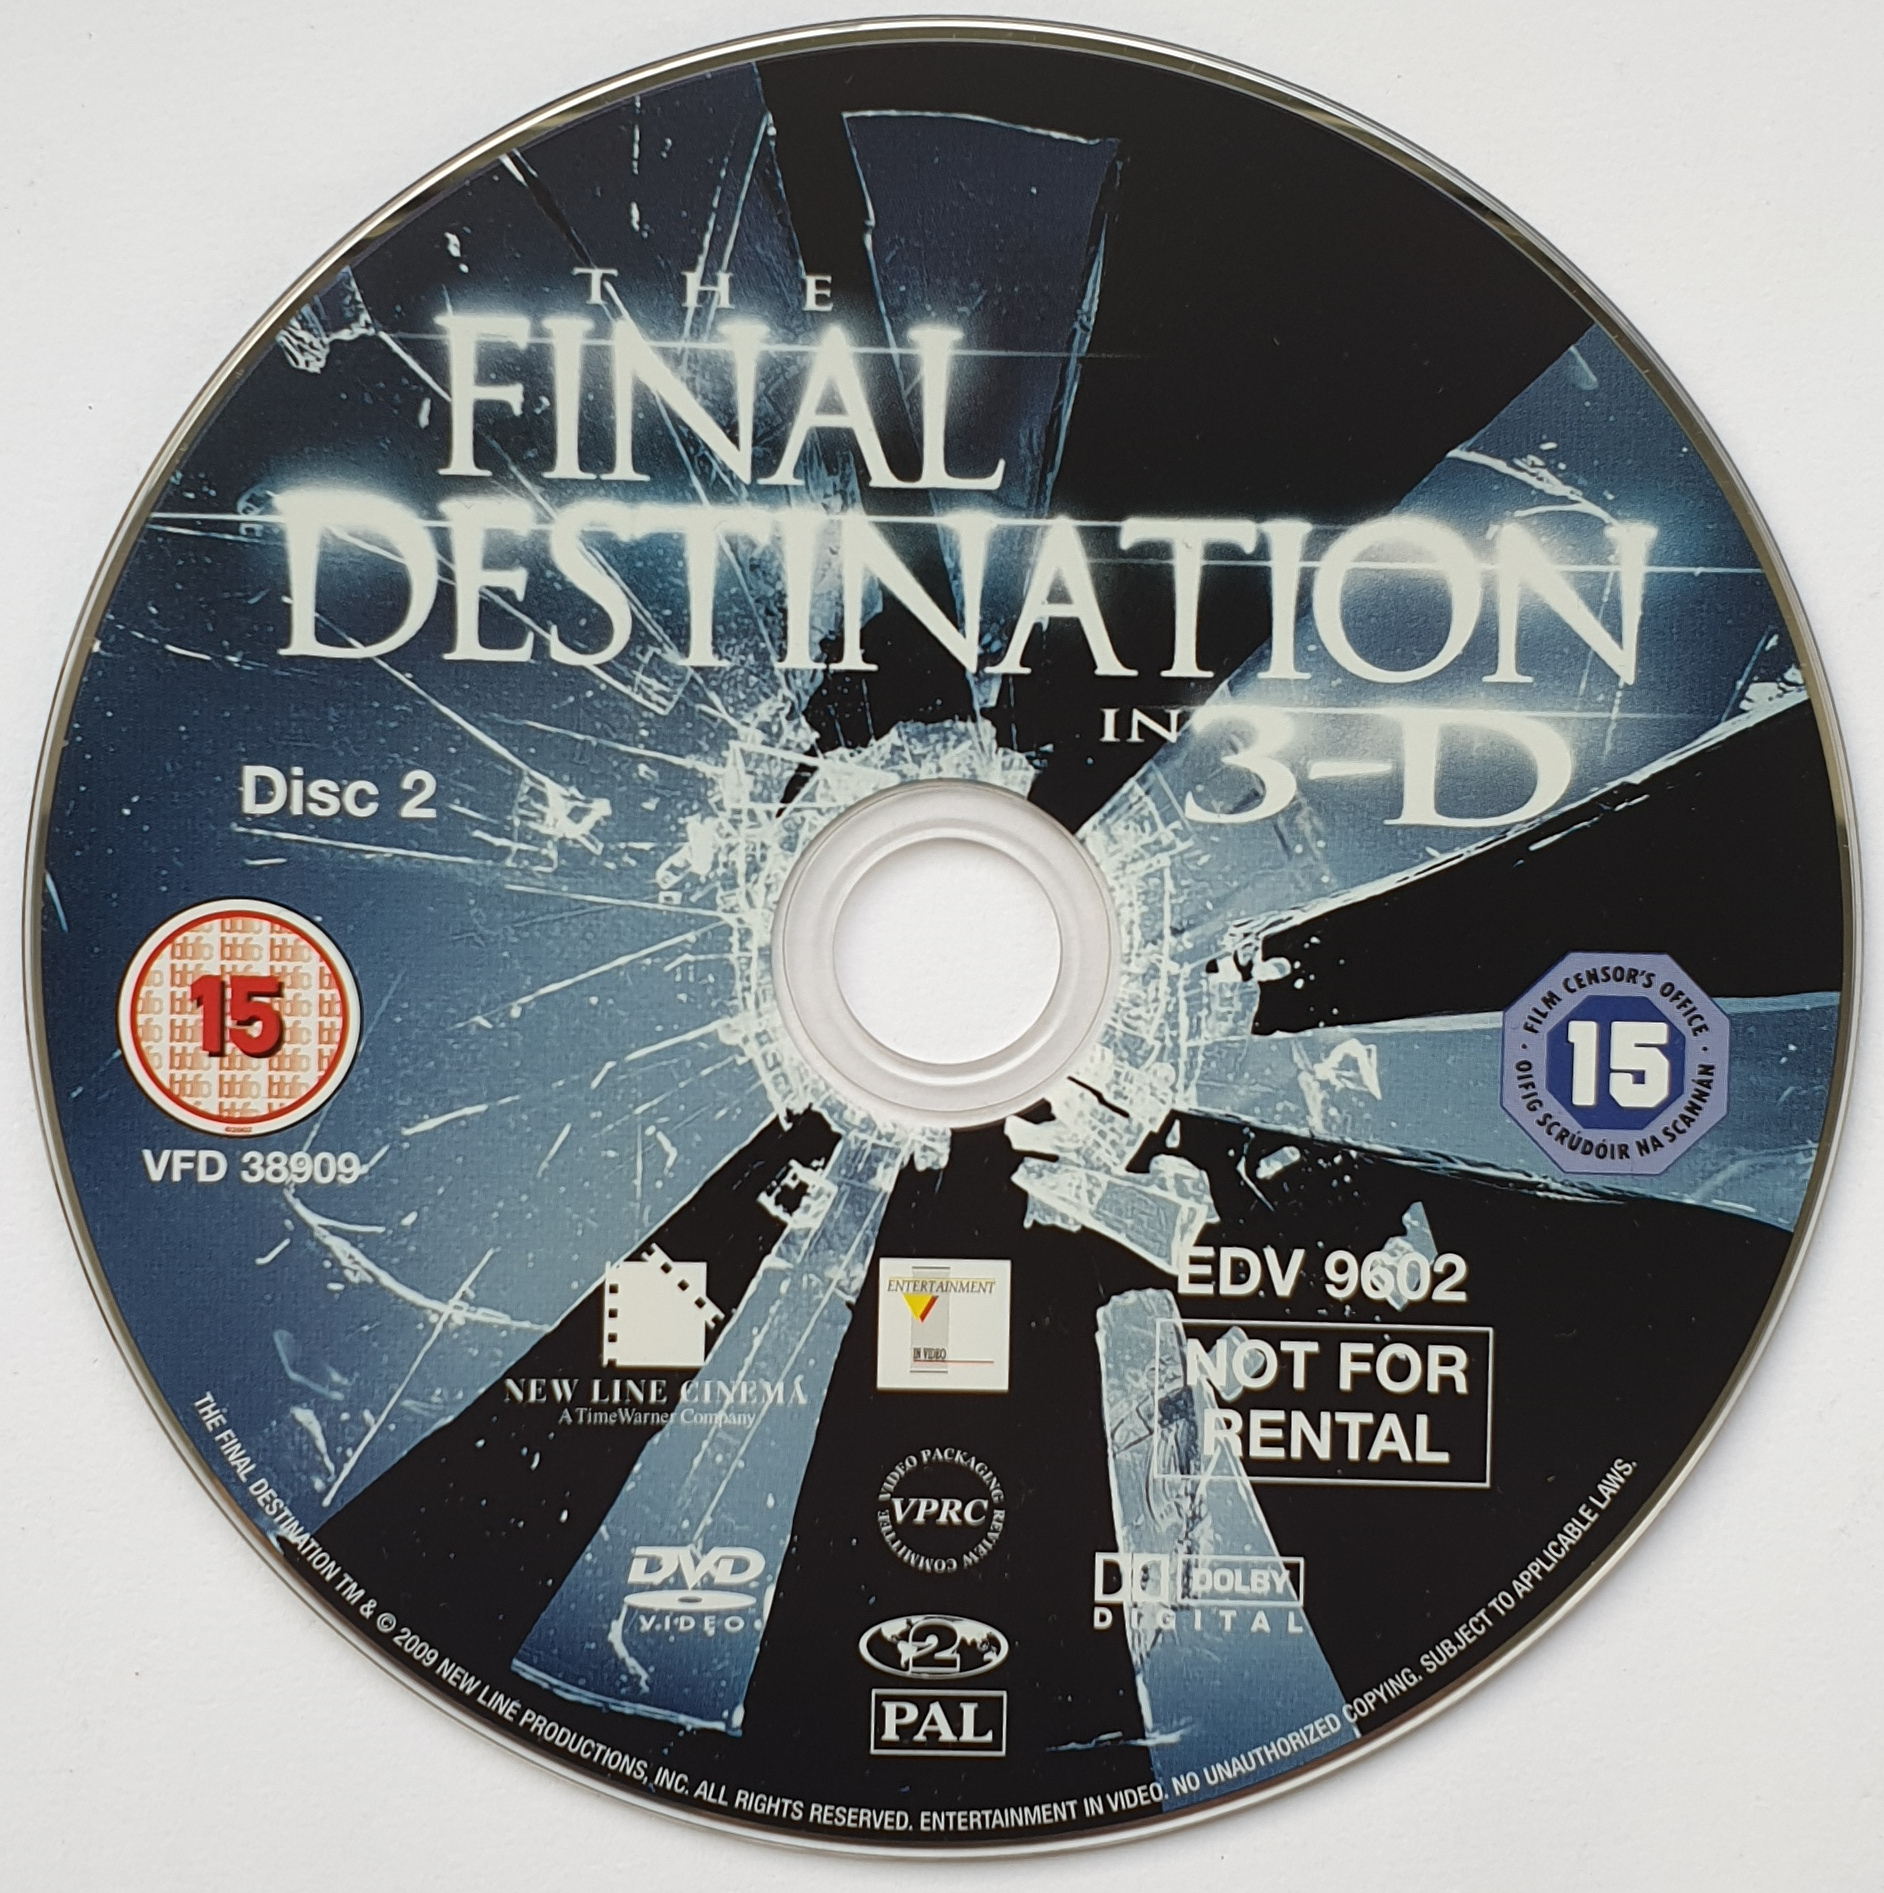 THE
FINAL
DESTINATION
IN 3-D
Disc 2
15
VFD 38909
FILM CENSOR'S OFFICE
15
OIFIG SCRÚDÓIR NA SCANNÁN
EDV 9602
NOT FOR
RENTAL
NEW LINE CINEMA
A TimeWarner Company
ENTERTAINMENT
IN VIDEO
VIDEO PACKAGING REVIEW COMMITTEE
VPRC
DVD
VIDEO
DOLBY
DIGITAL
2
PAL
THE FINAL DESTINATION TM & © 2009 NEW LINE PRODUCTIONS, INC. ALL RIGHTS RESERVED. ENTERTAINMENT IN VIDEO. NO UNAUTHORIZED COPYING. SUBJECT TO APPLICABLE LAWS.